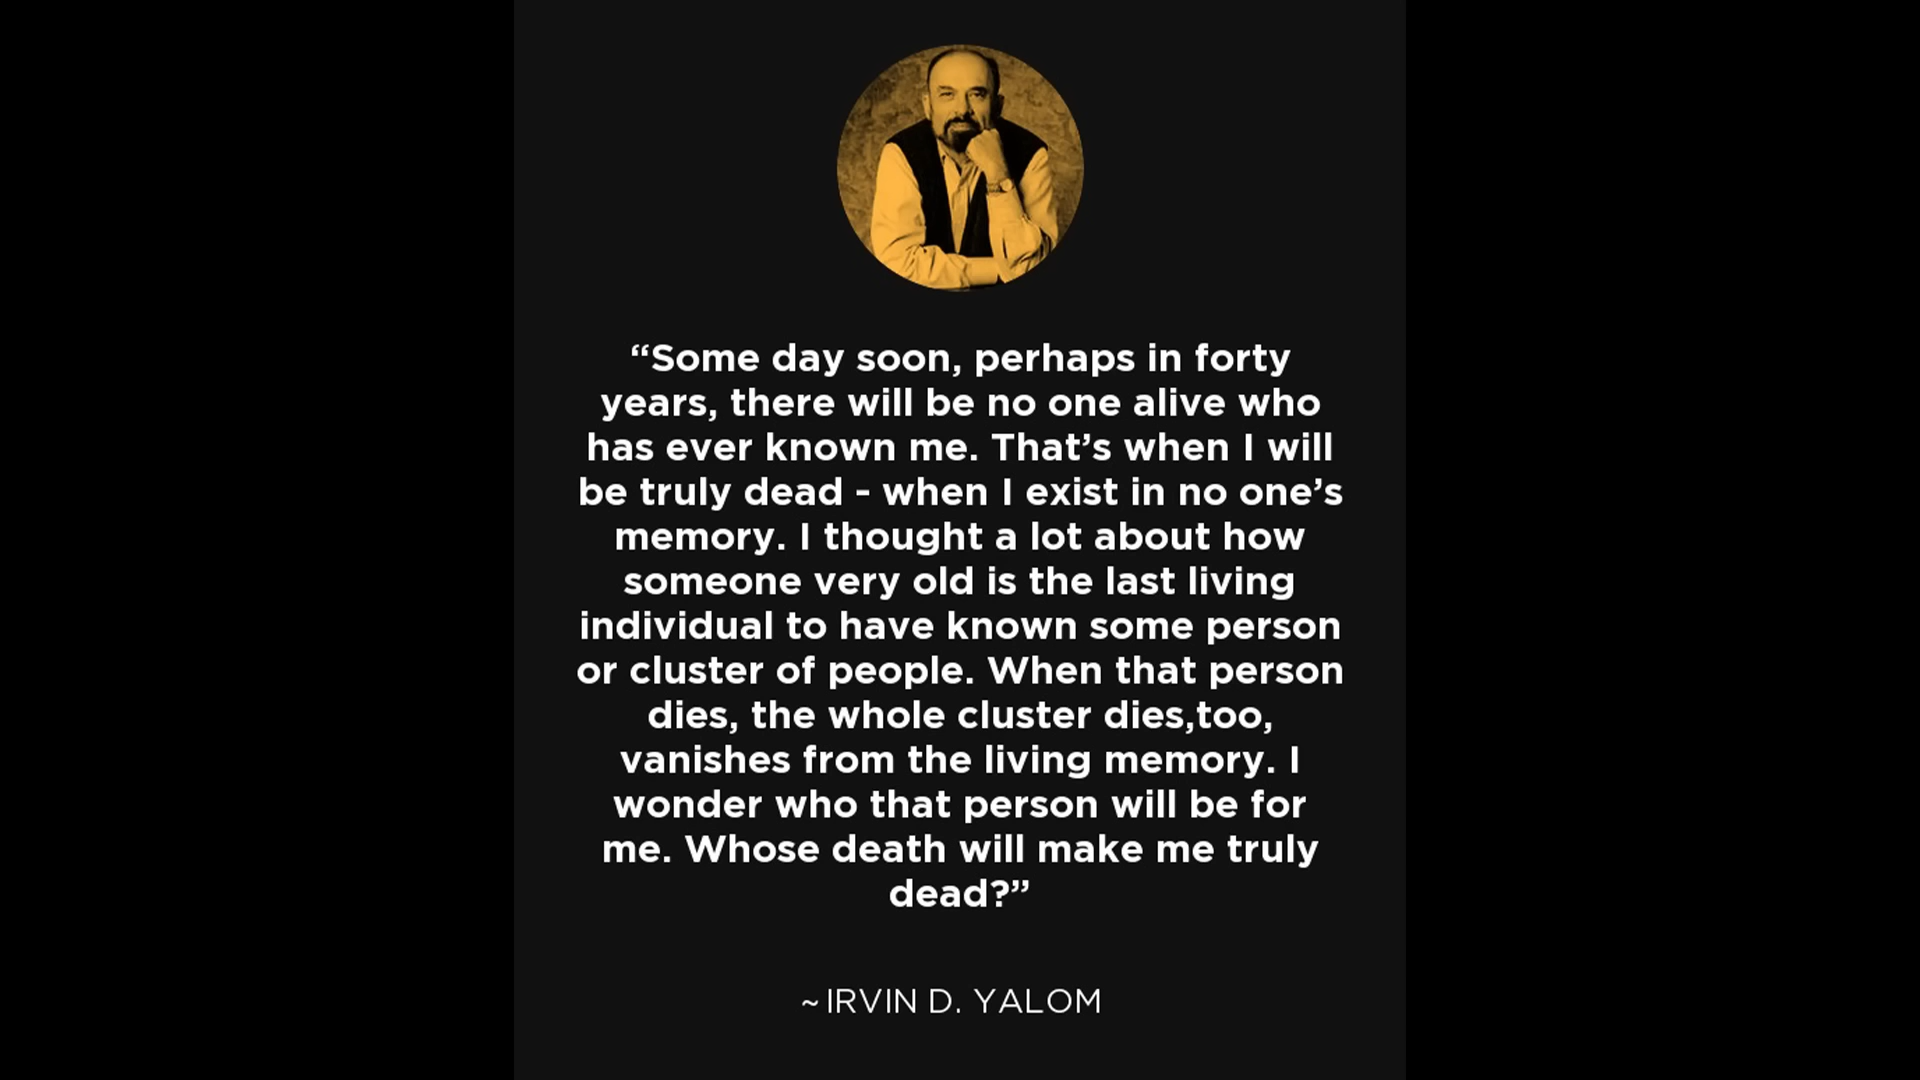 “Some day soon, perhaps in forty
years, there will be no one alive who
has ever known me. That’s when I will
be truly dead - when I exist in no one’s
memory. I thought a lot about how
someone very old is the last living
individual to have known some person
or cluster of people. When that person
dies, the whole cluster dies,too,
vanishes from the living memory. I
wonder who that person will be for
me. Whose death will make me truly
dead?”
~ IRVIN D. YALOM